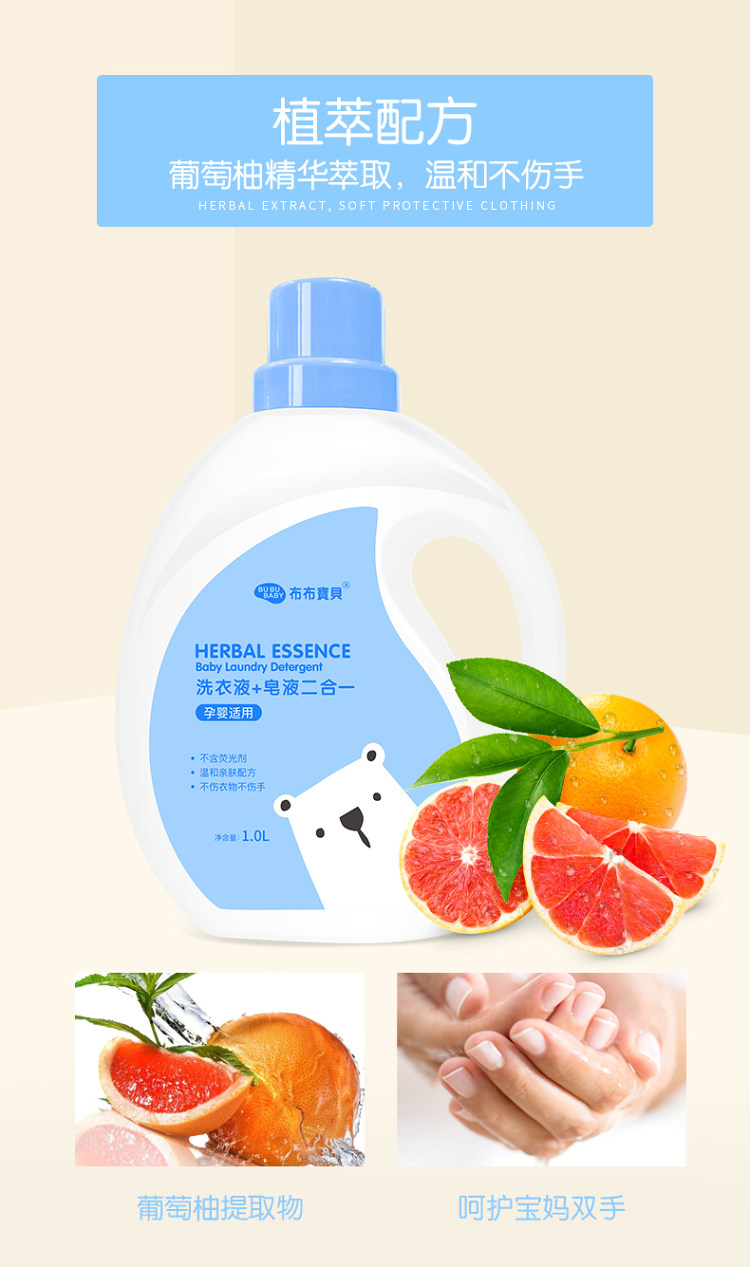 植萃配方
葡萄柚精华萃取，温和不伤手
HERBAL EXTRACT, SOFT PROTECTIVE CLOTHING
BU BU
BABY
布布寶貝®
HERBAL ESSENCE
Baby Laundry Detergent
洗衣液+皂液二合一
孕婴适用
• 不含荧光剂
• 温和亲肤配方
• 不伤衣物不伤手
净含量: 1.0L
葡萄柚提取物
呵护宝妈双手